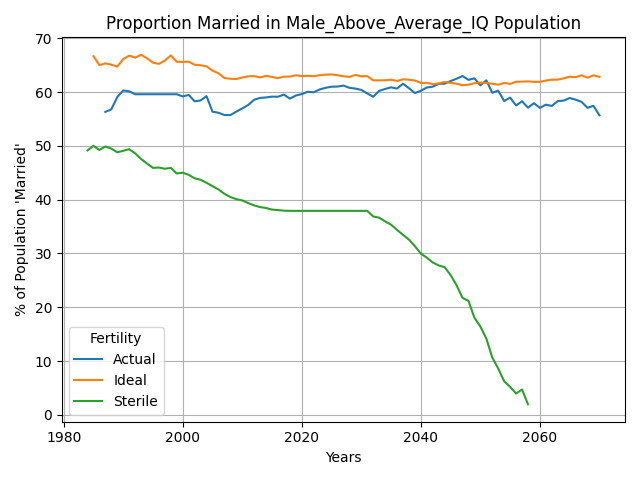 Proportion Married in Male_Above_Average_IQ Population
% of Population 'Married'
70
60
50
40
30
20
10
0
Fertility
Actual
Ideal
Sterile
1980
2000
2020
2040
2060
Years